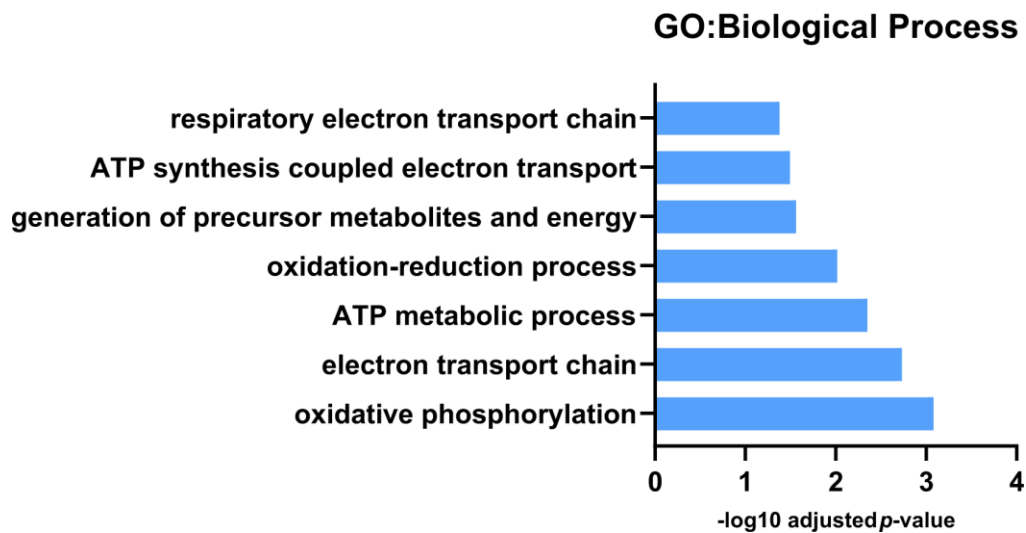 GO:Biological Process
respiratory electron transport chain
ATP synthesis coupled electron transport
generation of precursor metabolites and energy
oxidation-reduction process
ATP metabolic process
electron transport chain
oxidative phosphorylation
0 1 2 3 4
-log10 adjusted p-value